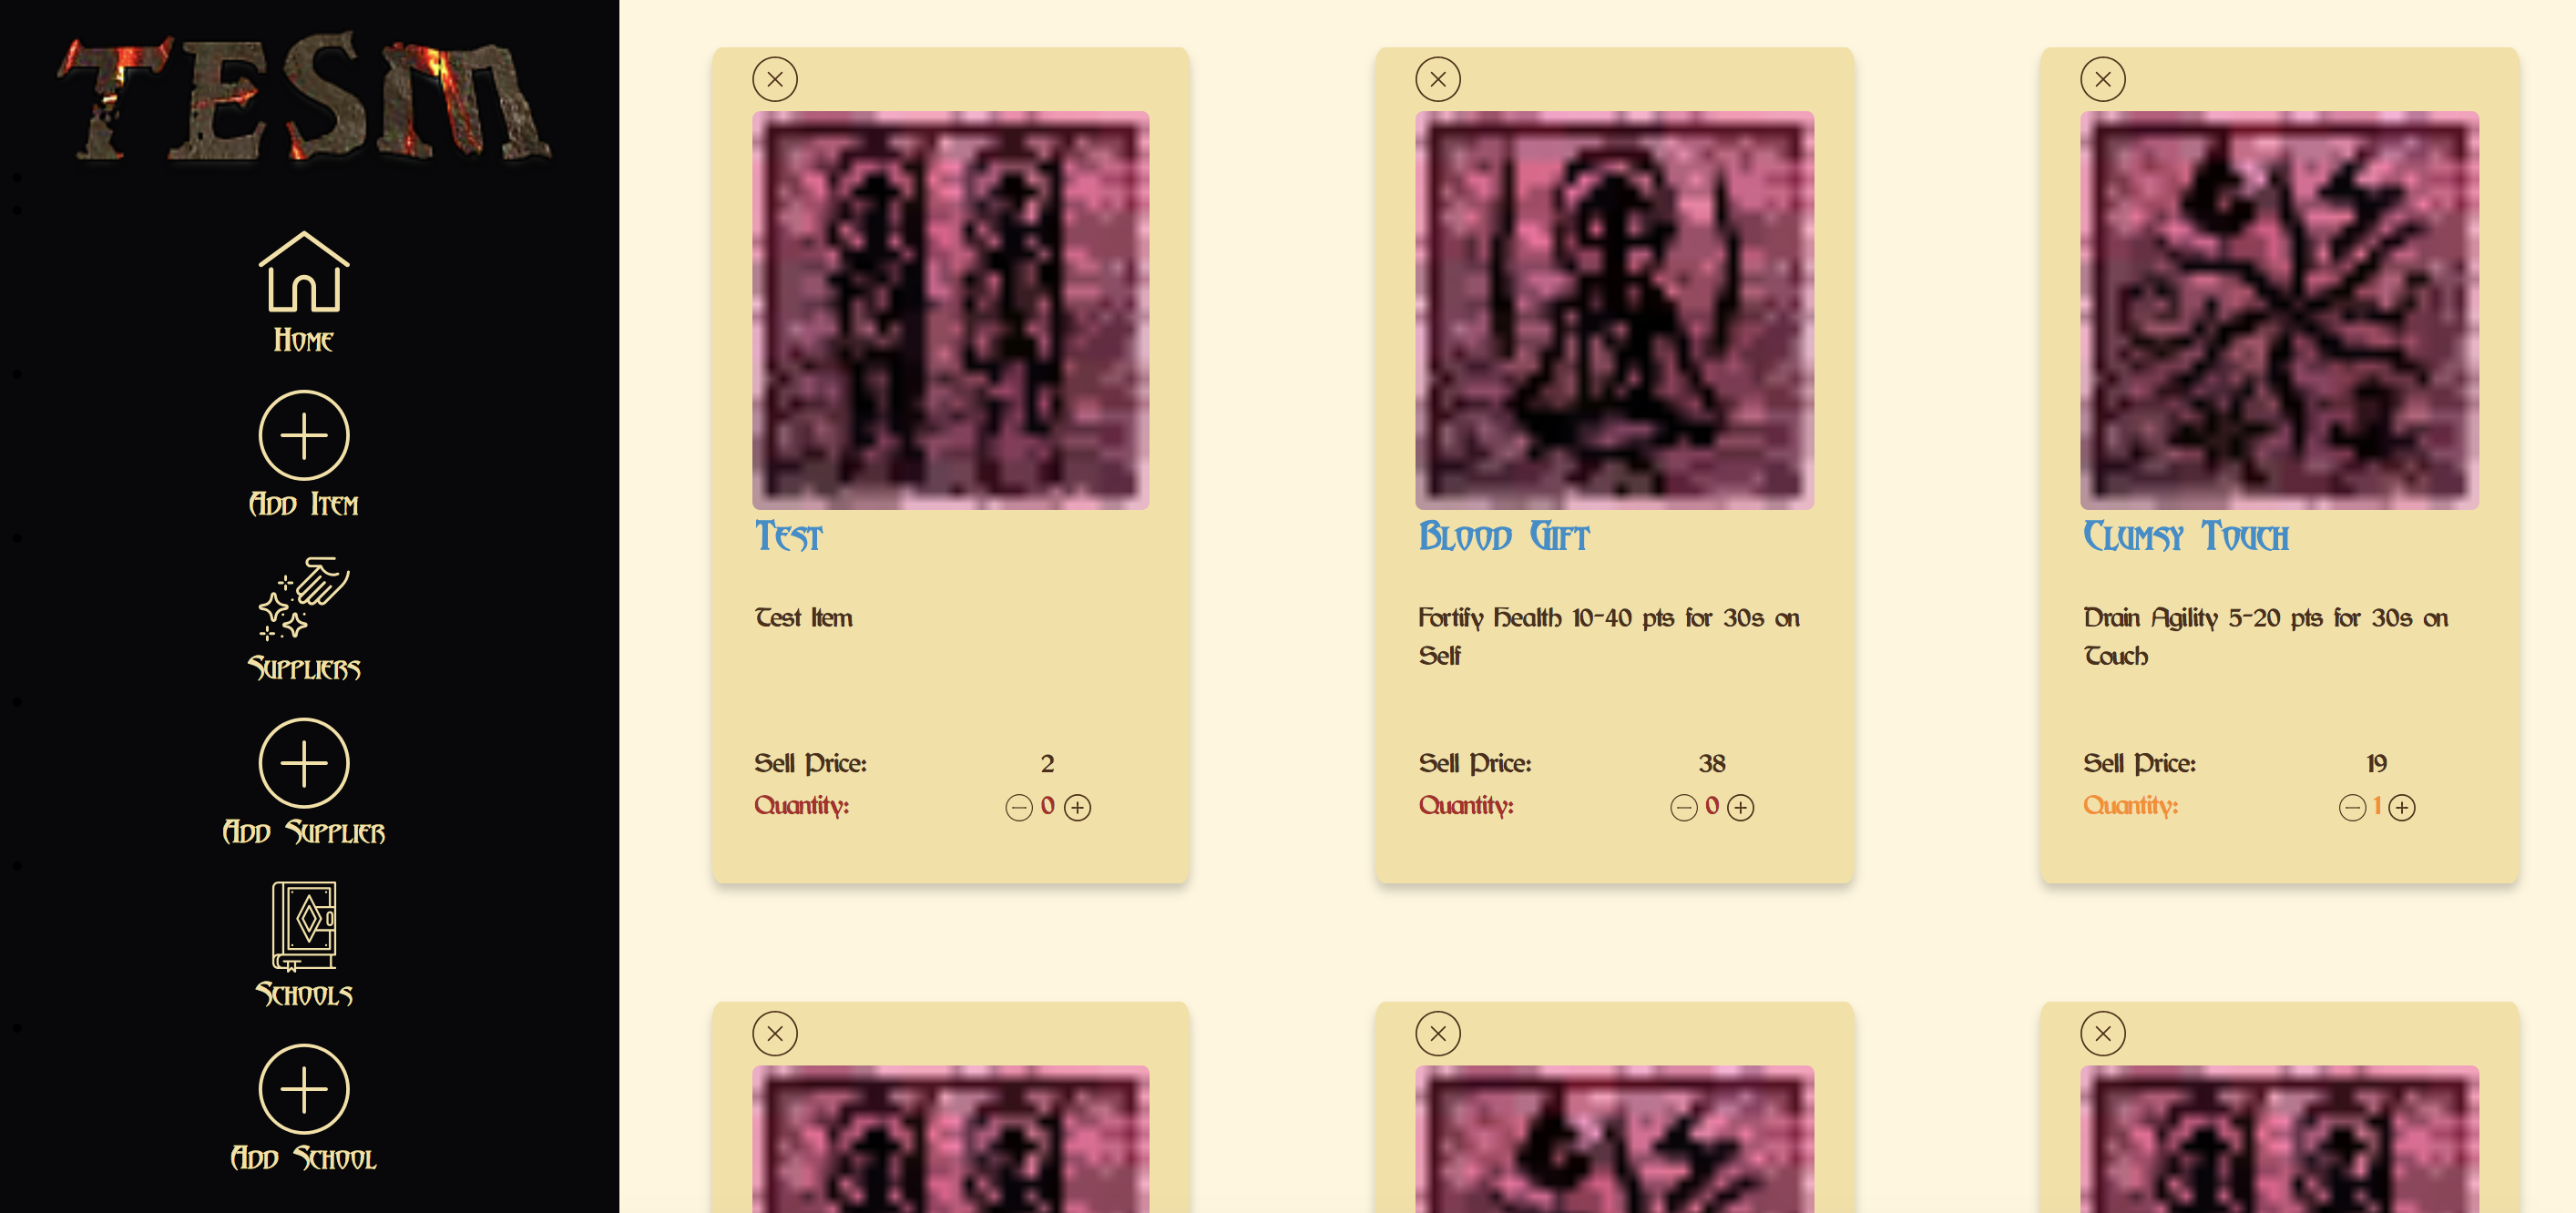 TESM
Home
Add Item
Suppliers
Add Supplier
Schools
Add School
Test
Test Item
Sell Price: 2
Quantity: 0
Blood Gift
Fortify Health 10-40 pts for 30s on
Self
Sell Price: 38
Quantity: 0
Clumsy Touch
Drain Agility 5-20 pts for 30s on
Touch
Sell Price: 19
Quantity: 1